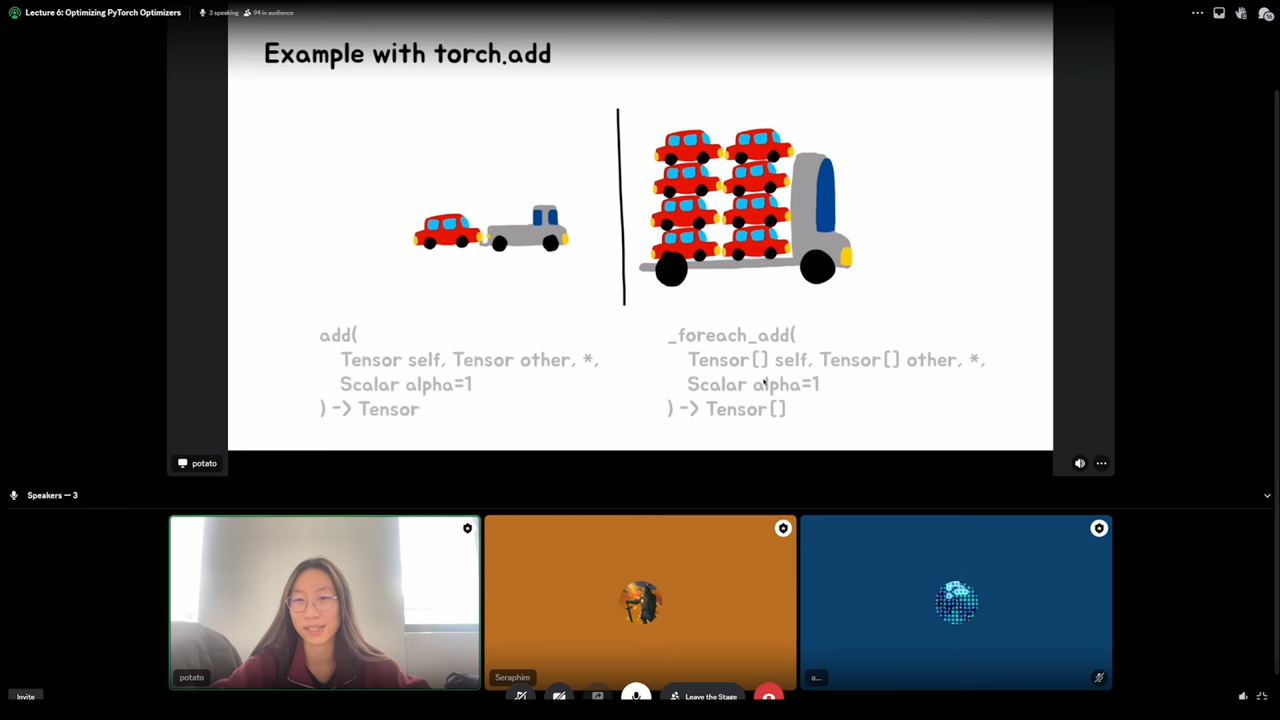 Lecture 6: Optimizing PyTorch Optimizers
3 speaking
94 in audience
Example with torch.add
add(
Tensor self, Tensor other, *,
Scalar alpha=1
) -> Tensor
_foreach_add(
Tensor[] self, Tensor[] other, *,
Scalar alpha=1
) -> Tensor[]
potato
Speakers — 3
potato
Seraphim
a...
Invite
Leave the Stage